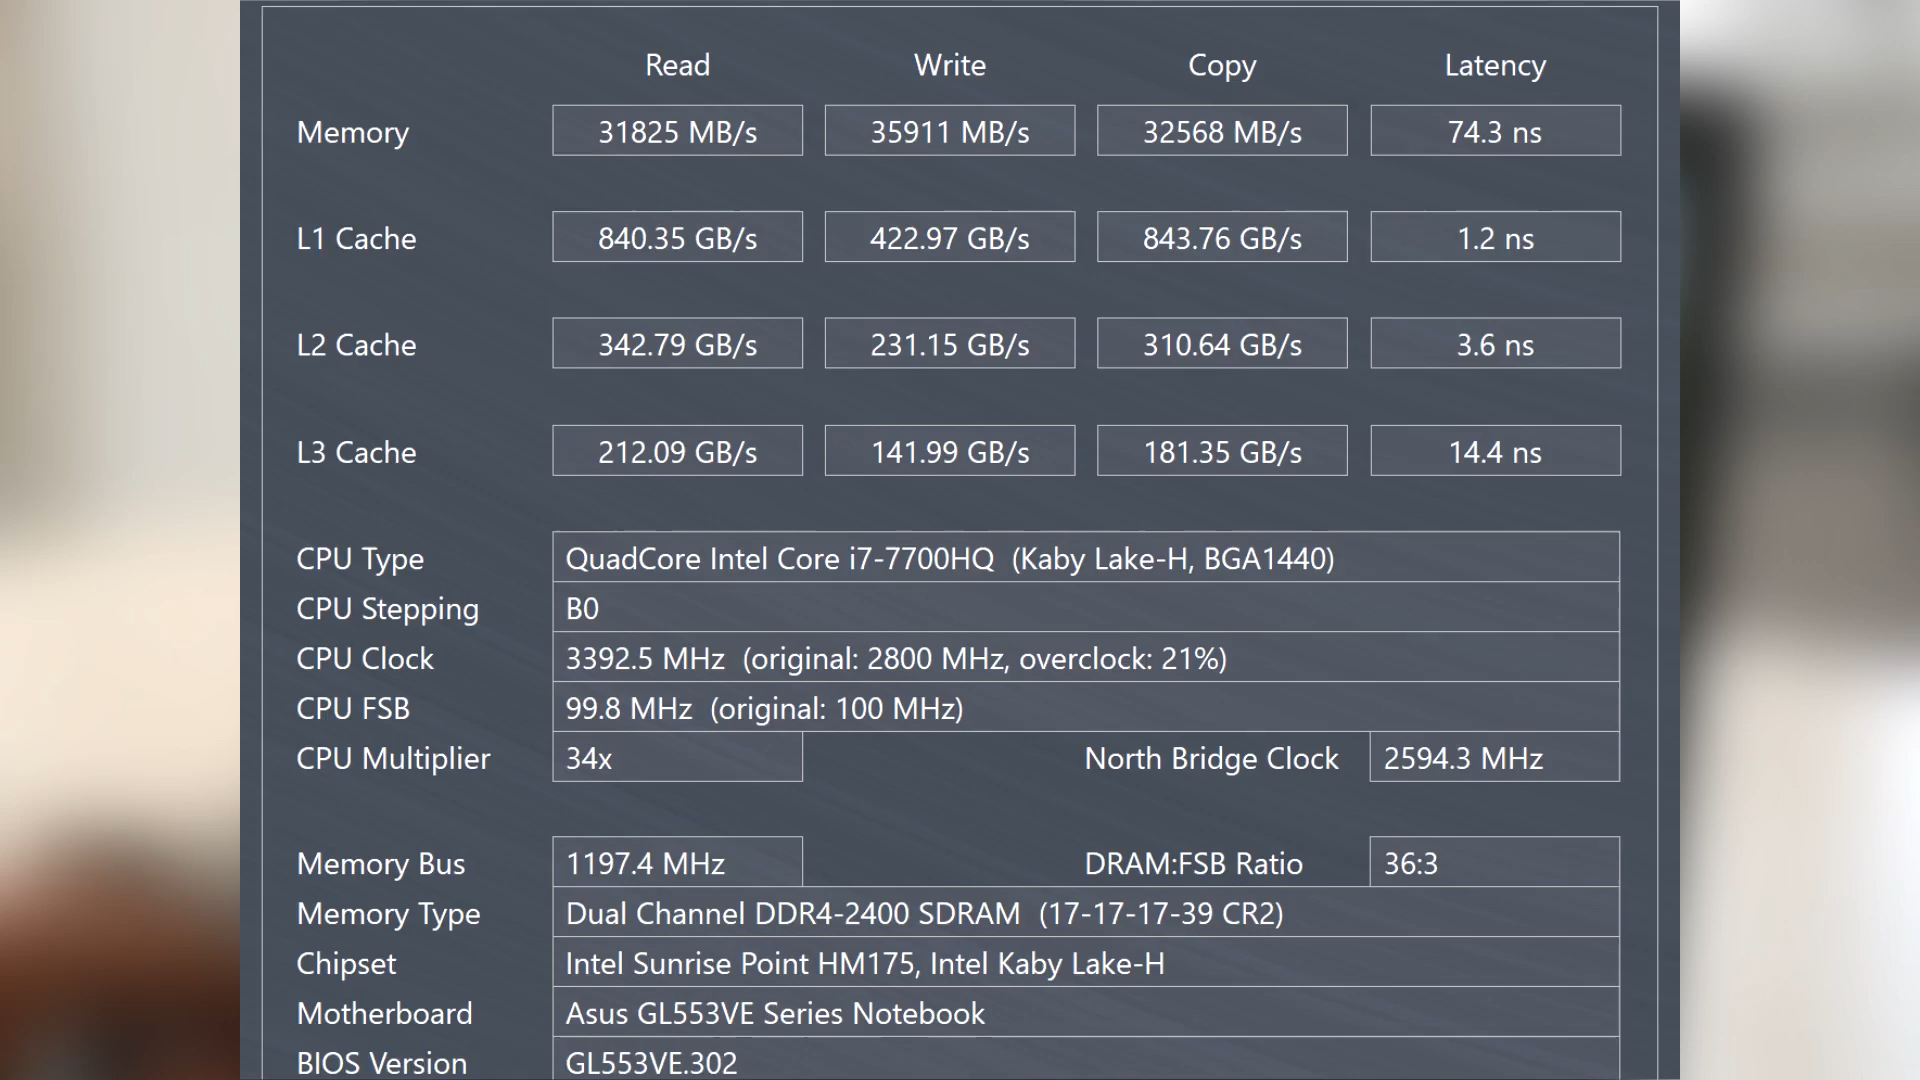 Read Write Copy Latency
Memory 31825 MB/s 35911 MB/s 32568 MB/s 74.3 ns
L1 Cache 840.35 GB/s 422.97 GB/s 843.76 GB/s 1.2 ns
L2 Cache 342.79 GB/s 231.15 GB/s 310.64 GB/s 3.6 ns
L3 Cache 212.09 GB/s 141.99 GB/s 181.35 GB/s 14.4 ns
CPU Type QuadCore Intel Core i7-7700HQ (Kaby Lake-H, BGA1440)
CPU Stepping B0
CPU Clock 3392.5 MHz (original: 2800 MHz, overclock: 21%)
CPU FSB 99.8 MHz (original: 100 MHz)
CPU Multiplier 34x North Bridge Clock 2594.3 MHz
Memory Bus 1197.4 MHz DRAM:FSB Ratio 36:3
Memory Type Dual Channel DDR4-2400 SDRAM (17-17-17-39 CR2)
Chipset Intel Sunrise Point HM175, Intel Kaby Lake-H
Motherboard Asus GL553VE Series Notebook
BIOS Version GL553VE.302